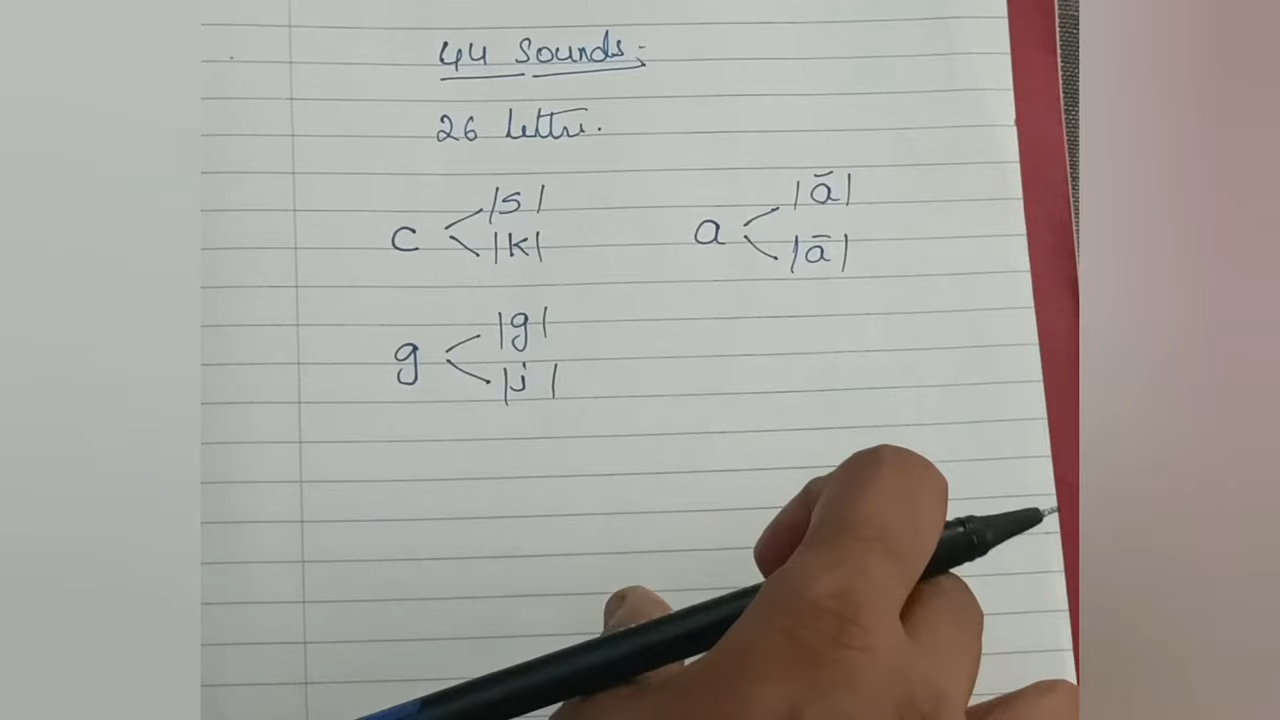 44 Sounds:
26 letters.
c |s| |k|
a |ă| |ā|
g |g| |j|